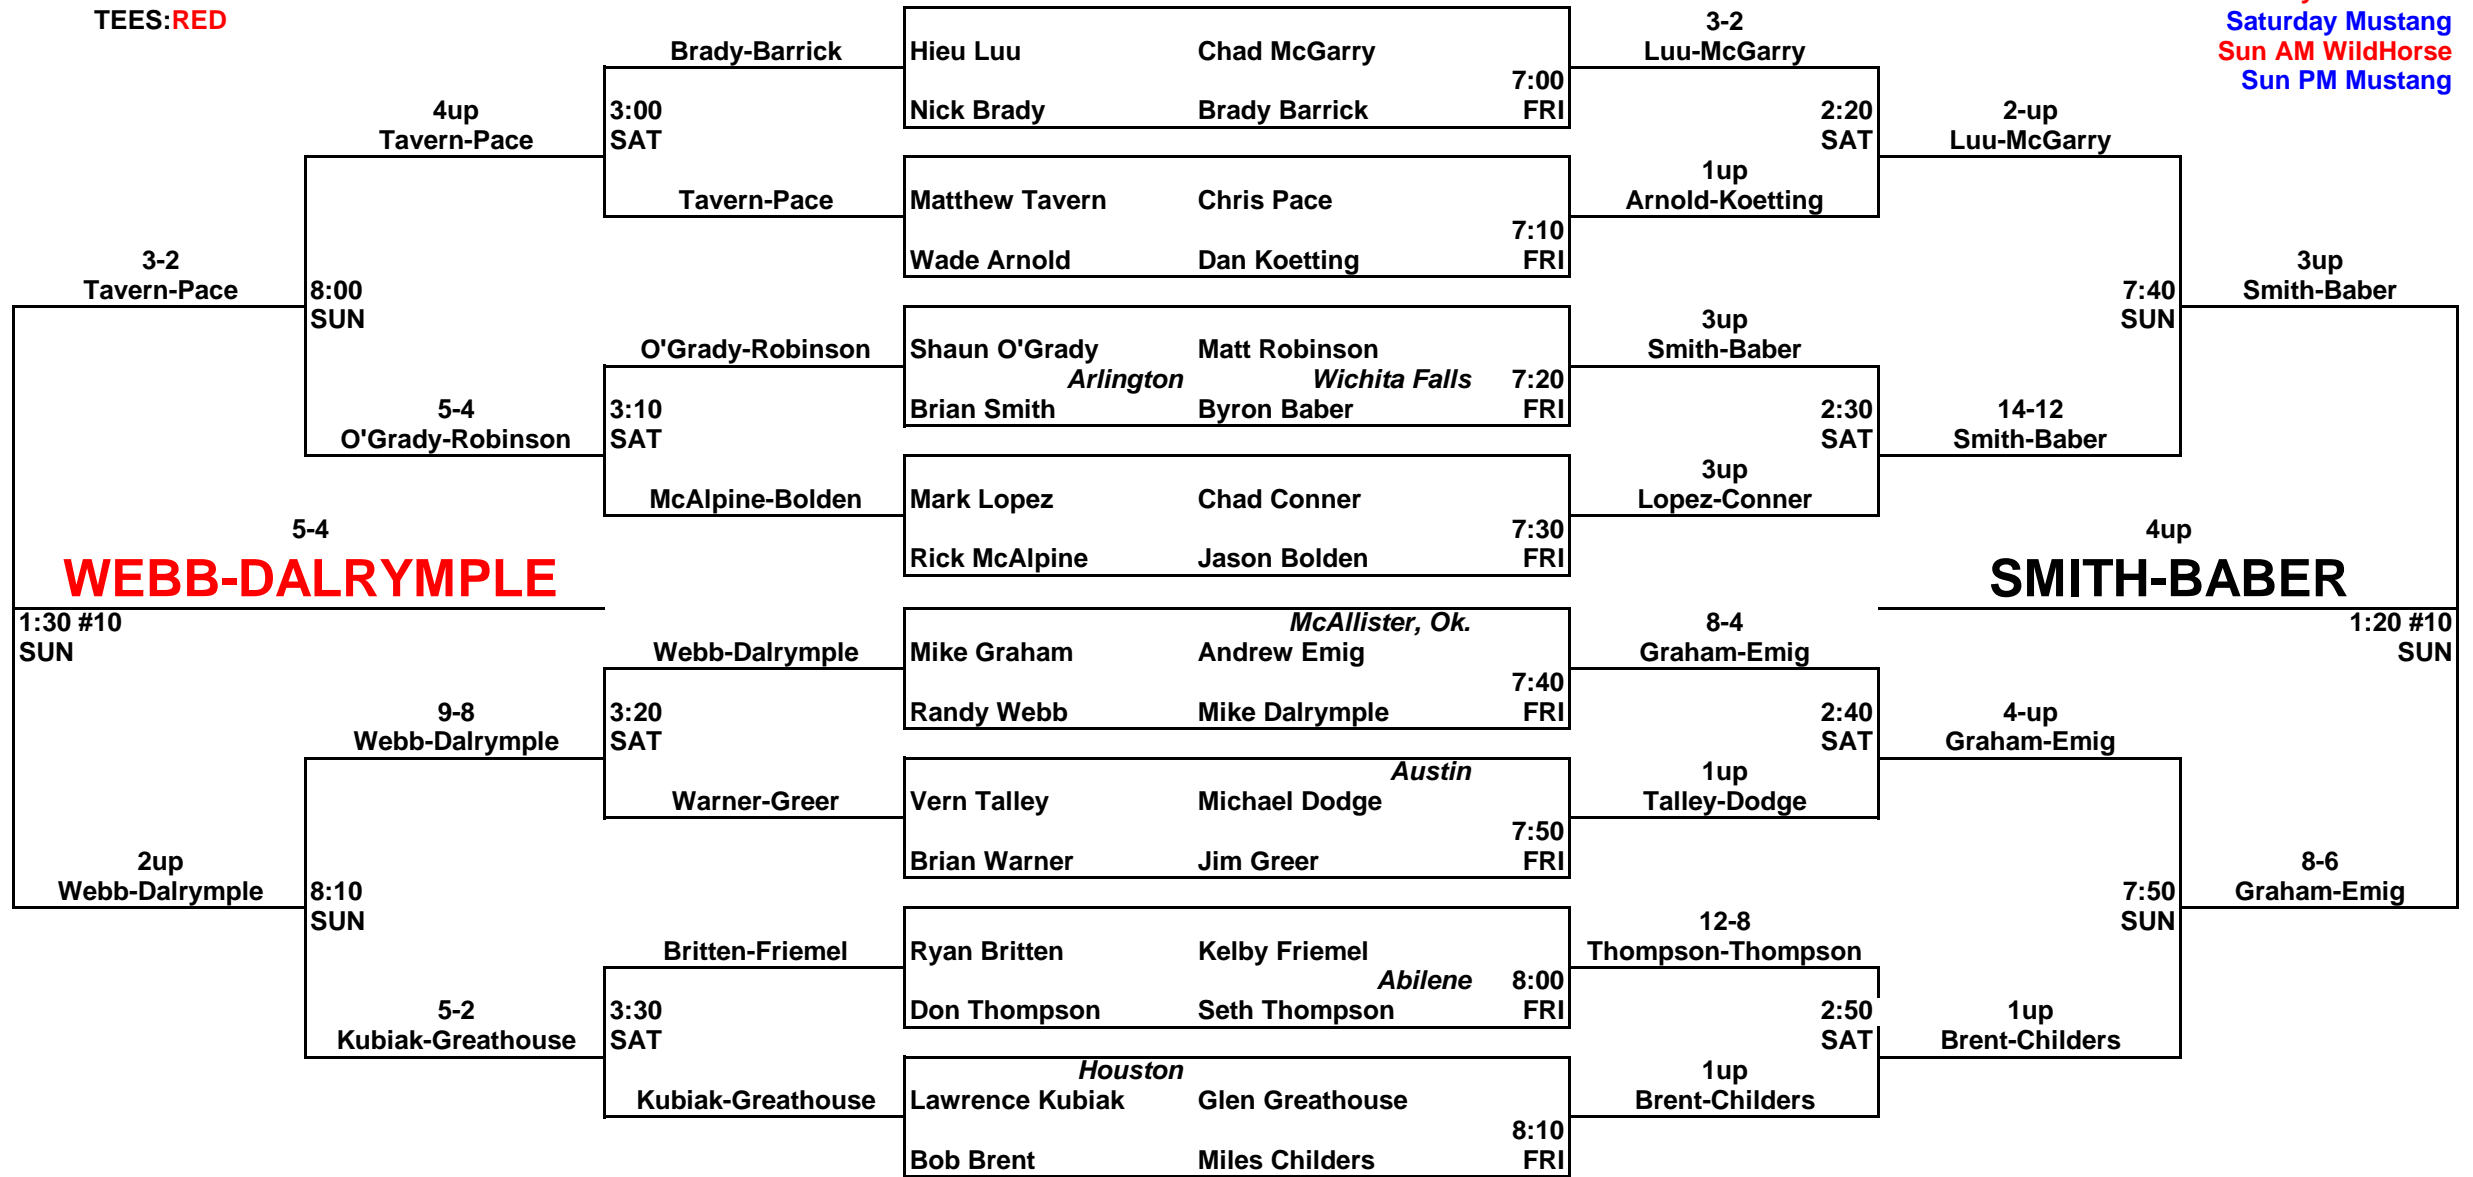 TEES:RED
3-2
Saturday Mustang
Brady-Barrick
Hieu Luu Chad McGarry
Luu-McGarry
Sun AM WildHorse
7:00
Sun PM Mustang
4up
3:00
Nick Brady Brady Barrick FRI
2:20
2-up
Tavern-Pace
SAT
SAT
Luu-McGarry
1up
Tavern-Pace
Matthew Tavern Chris Pace
Arnold-Koetting
7:10
3-2
Wade Arnold Dan Koetting FRI
3up
Tavern-Pace
8:00
7:40
Smith-Baber
SUN
SUN
3up
O'Grady-Robinson
Shaun O'Grady Matt Robinson
Smith-Baber
Arlington Wichita Falls 7:20
5-4
3:10
Brian Smith Byron Baber FRI
2:30
14-12
O'Grady-Robinson
SAT
SAT
Smith-Baber
3up
McAlpine-Bolden
Mark Lopez Chad Conner
Lopez-Conner
5-4
7:30
4up
WEBB-DALRYMPLE
Rick McAlpine Jason Bolden FRI
SMITH-BABER
1:30 #10
McAllister, Ok.
8-4
1:20 #10
SUN
Webb-Dalrymple
Mike Graham Andrew Emig
Graham-Emig
SUN
7:40
9-8
3:20
Randy Webb Mike Dalrymple FRI
2:40
4-up
Webb-Dalrymple
SAT
SAT
Graham-Emig
Austin
1up
Warner-Greer
Vern Talley Michael Dodge
Talley-Dodge
7:50
2up
Brian Warner Jim Greer FRI
8-6
Webb-Dalrymple
8:10
7:50
Graham-Emig
SUN
SUN
12-8
Britten-Friemel
Ryan Britten Kelby Friemel
Thompson-Thompson
Abilene 8:00
5-2
3:30
Don Thompson Seth Thompson FRI
2:50
1up
Kubiak-Greathouse
SAT
SAT
Brent-Childers
Houston
1up
Kubiak-Greathouse
Lawrence Kubiak Glen Greathouse
Brent-Childers
8:10
Bob Brent Miles Childers FRI